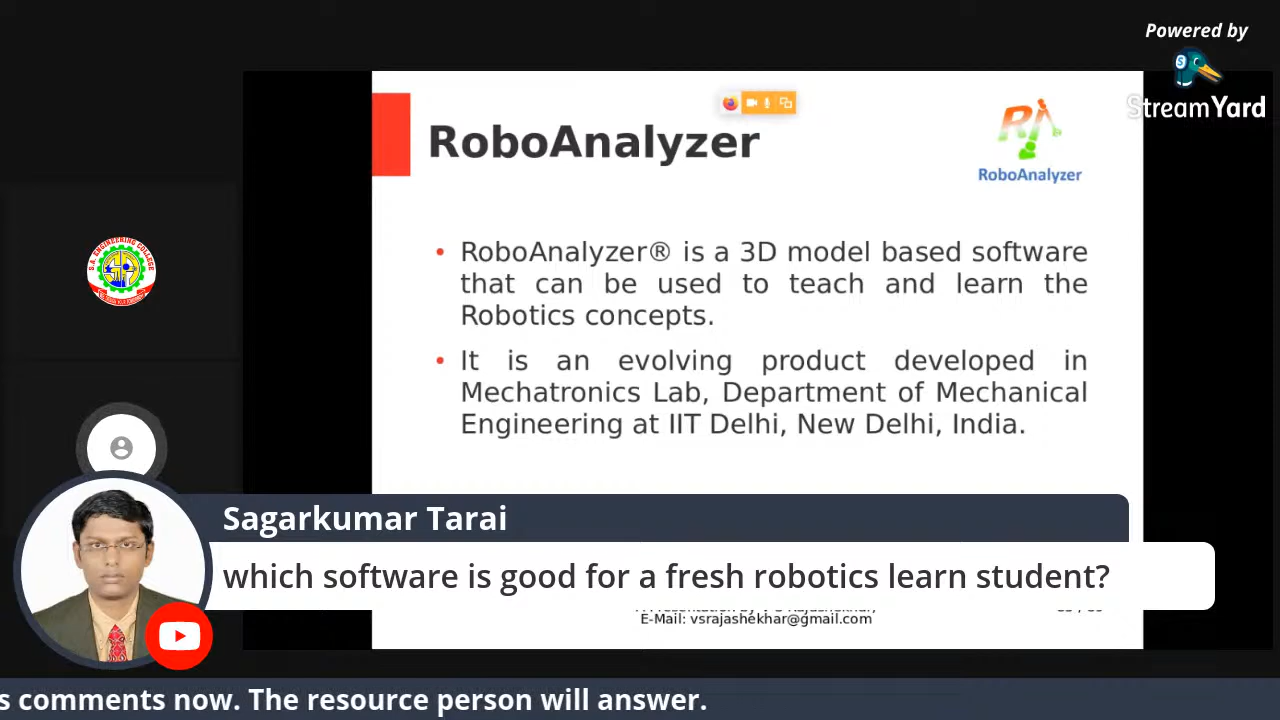 Powered by
StreamYard
RoboAnalyzer
RoboAnalyzer
• RoboAnalyzer® is a 3D model based software
that can be used to teach and learn the
Robotics concepts.
• It is an evolving product developed in
Mechatronics Lab, Department of Mechanical
Engineering at IIT Delhi, New Delhi, India.
Sagarkumar Tarai
which software is good for a fresh robotics learn student?
E-Mail: vsrajashekhar@gmail.com
s comments now. The resource person will answer.